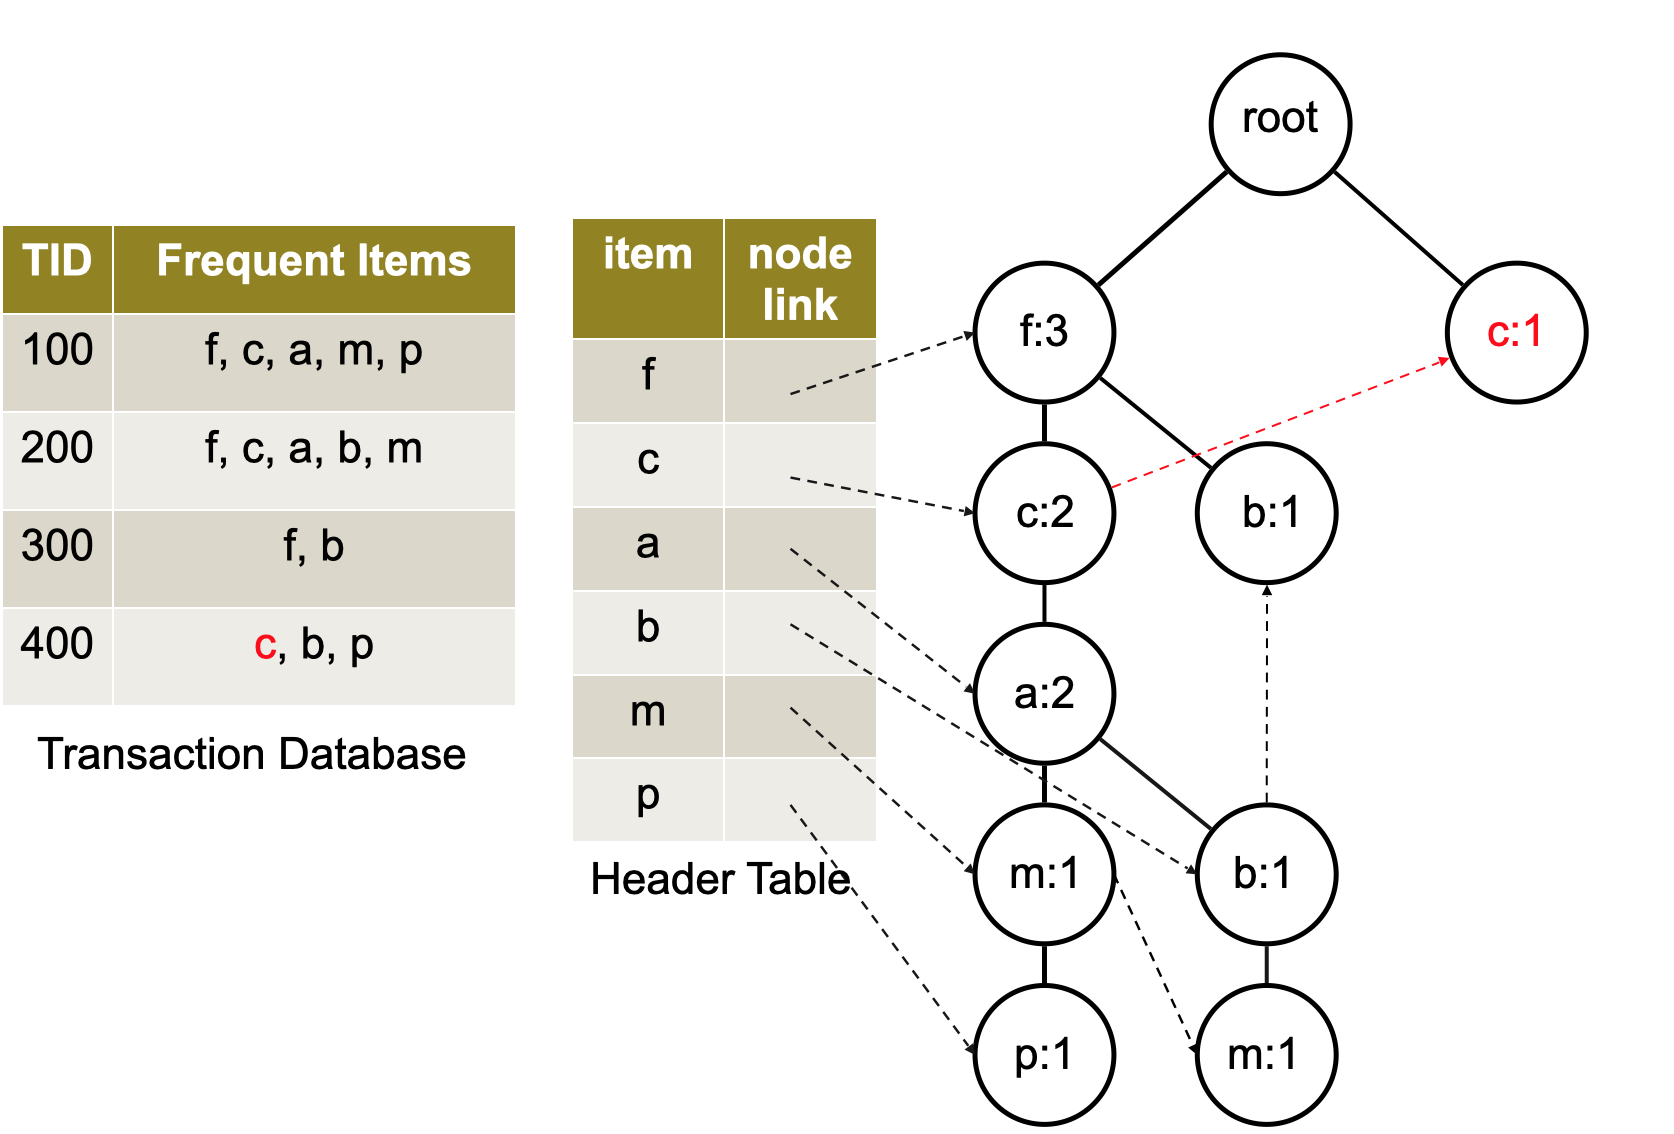 TID Frequent Items
100 f, c, a, m, p
200 f, c, a, b, m
300 f, b
400 c, b, p
Transaction Database
item node
link
f
c
a
b
m
p
Header Table
root
f:3 c:1
c:2 b:1
a:2
m:1 b:1
p:1 m:1